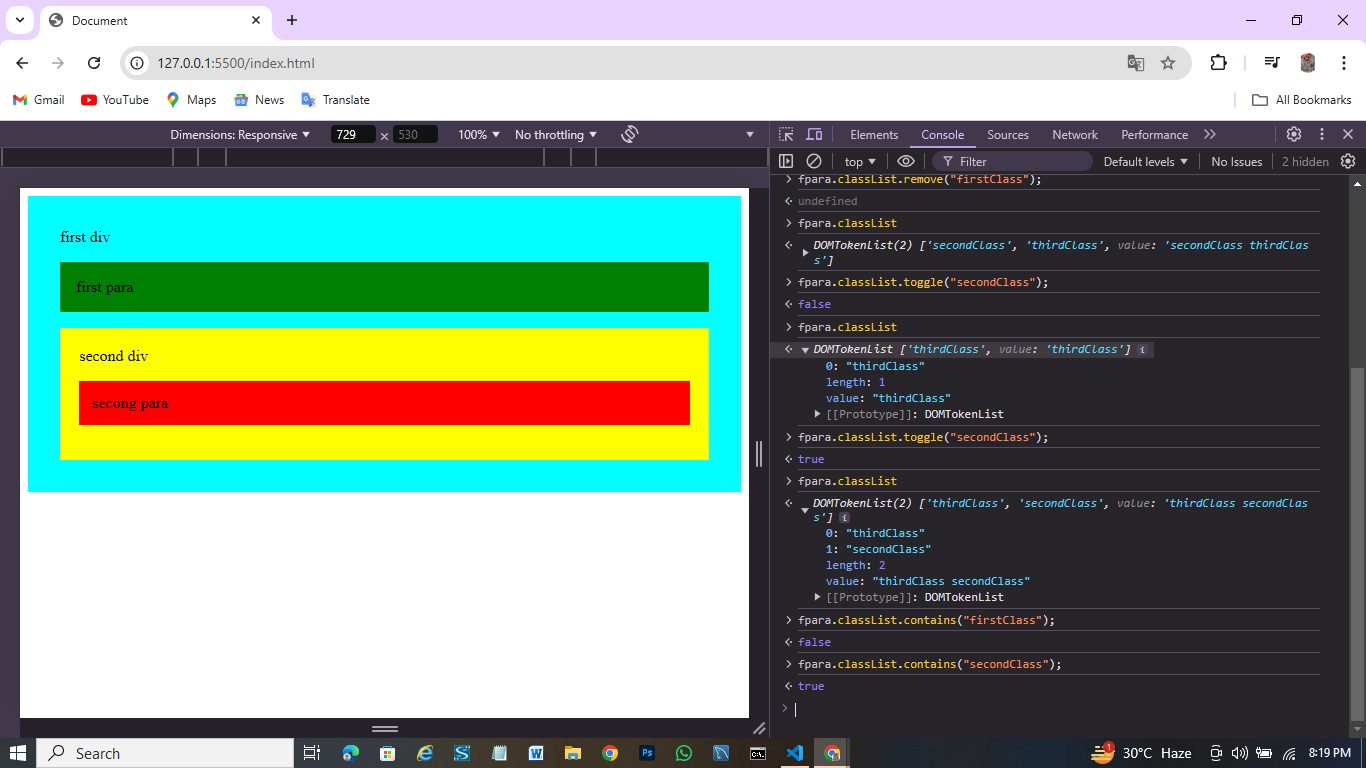 Document
127.0.0.1:5500/index.html
Gmail YouTube Maps News Translate All Bookmarks
Dimensions: Responsive 729 × 530 100% No throttling
Elements Console Sources Network Performance
top Filter Default levels No Issues 2 hidden
first div
first para
second div
secong para
fpara.classList.remove("firstClass");
undefined
fpara.classList
DOMTokenList(2) ['secondClass', 'thirdClass', value: 'secondClass thirdClas
s']
fpara.classList.toggle("secondClass");
false
fpara.classList
DOMTokenList ['thirdClass', value: 'thirdClass'] i
0: "thirdClass"
length: 1
value: "thirdClass"
[[Prototype]]: DOMTokenList
fpara.classList.toggle("secondClass");
true
fpara.classList
DOMTokenList(2) ['thirdClass', 'secondClass', value: 'thirdClass secondClas
s'] i
0: "thirdClass"
1: "secondClass"
length: 2
value: "thirdClass secondClass"
[[Prototype]]: DOMTokenList
fpara.classList.contains("firstClass");
false
fpara.classList.contains("secondClass");
true
Search 1 30°C Haze 8:19 PM